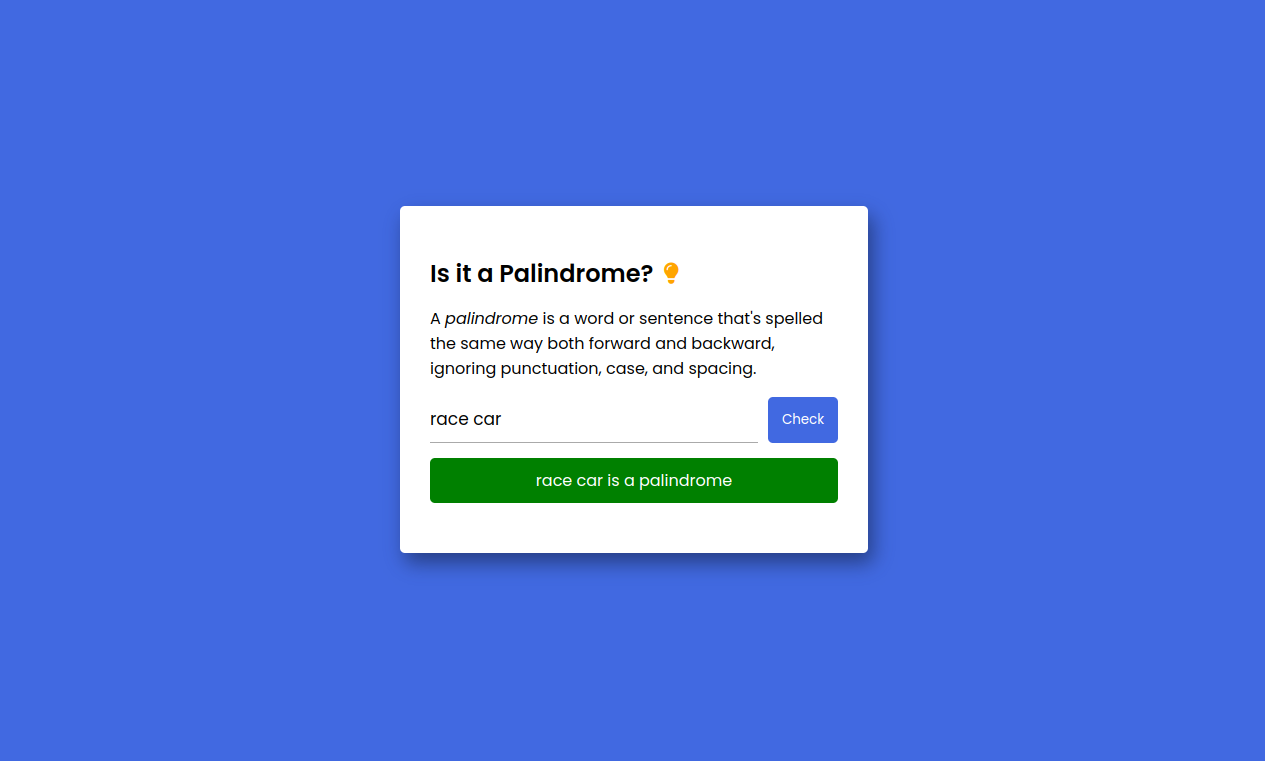 Is it a Palindrome?
A palindrome is a word or sentence that's spelled
the same way both forward and backward,
ignoring punctuation, case, and spacing.
race car
Check
race car is a palindrome